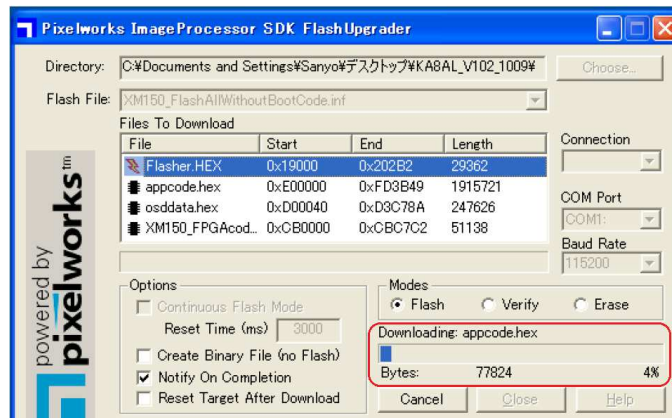 Pixelworks ImageProcessor SDK FlashUpgrader
Directory: C:¥Documents and Settings¥Sanyo¥デスクトップ¥KA8AL_V102_1009¥ Choose...
Flash File: XM150_FlashAllWithoutBootCode.inf
Files To Download
File Start End Length
Flasher.HEX 0x19000 0x202B2 29362
appcode.hex 0xE00000 0xFD3B49 1915721
osddata.hex 0xD00040 0xD3C78A 247626
XM150_FPGAcod... 0xCB0000 0xCBC7C2 51138
Connection
COM Port
COM1:
Baud Rate
115200
powered by
pixelworks™
Options
Continuous Flash Mode
Reset Time (ms) 3000
Create Binary File (no Flash)
Notify On Completion
Reset Target After Download
Modes
Flash Verify Erase
Downloading: appcode.hex
Bytes: 77824 4%
Cancel Close Help